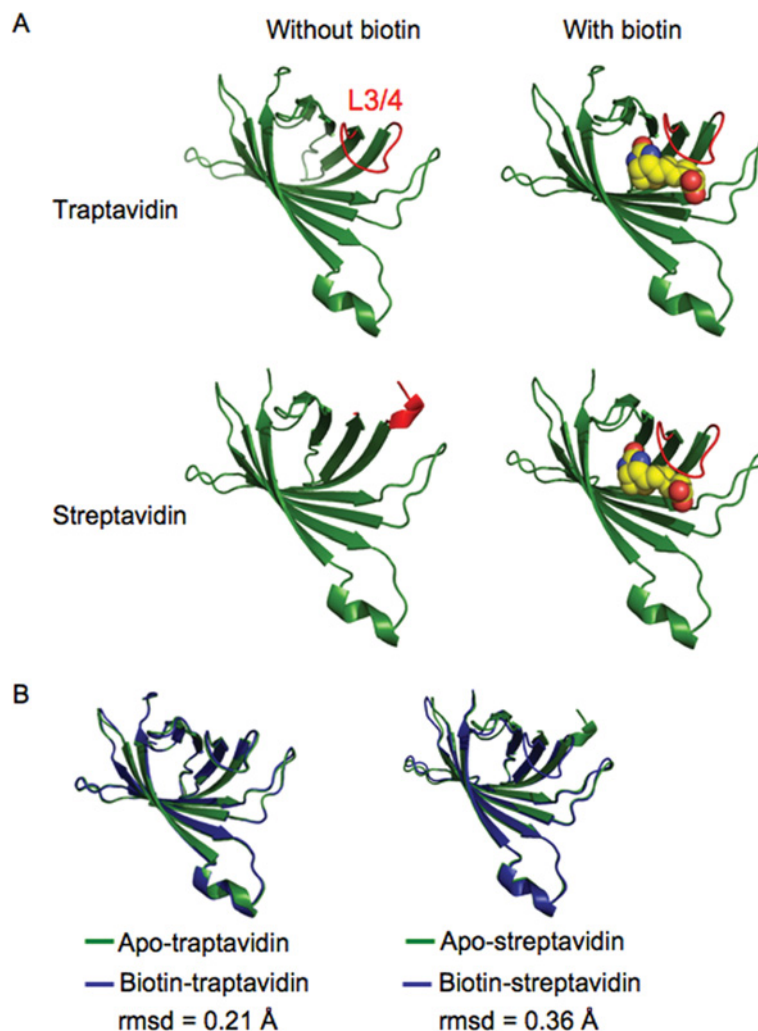 A
Without biotin
With biotin
L3/4
Traptavidin
Streptavidin
B
Apo-traptavidin
Biotin-traptavidin
rmsd = 0.21 Å
Apo-streptavidin
Biotin-streptavidin
rmsd = 0.36 Å